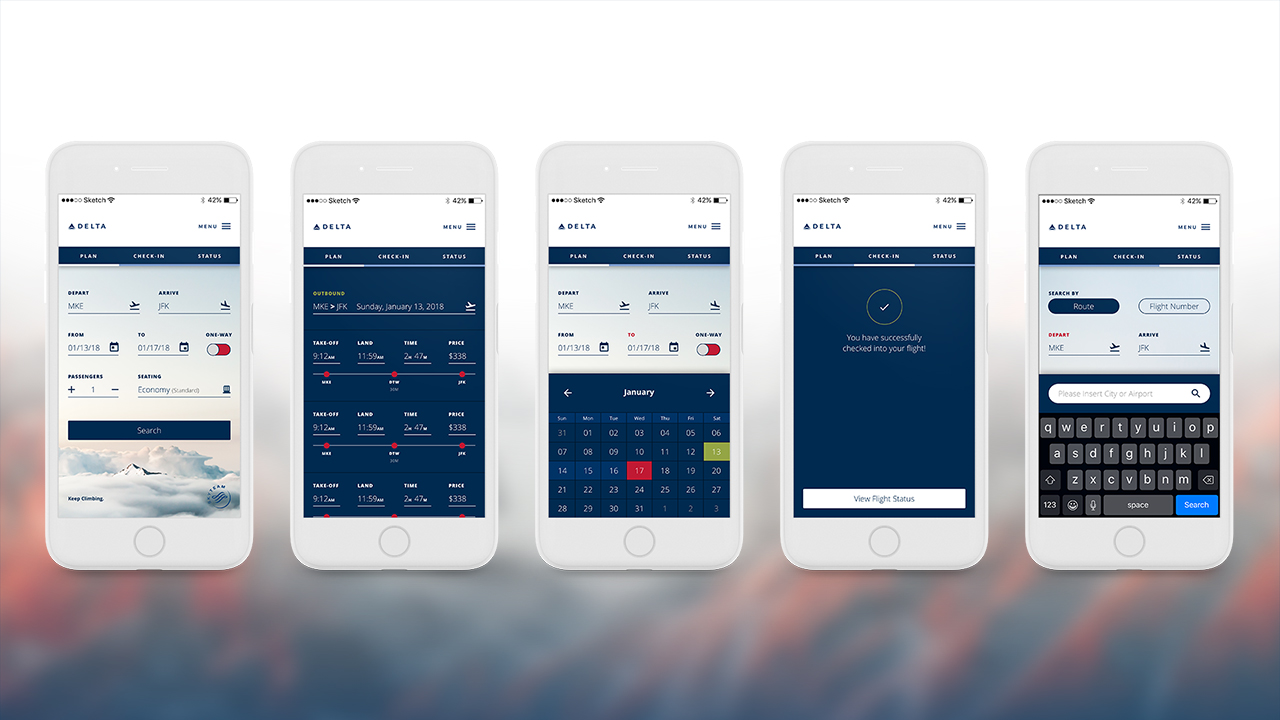 Sketch 42%
DELTA MENU
PLAN CHECK-IN STATUS
DEPART ARRIVE
MKE JFK
FROM TO ONE-WAY
01/13/18 01/17/18
PASSENGERS SEATING
+ 1 − Economy (Standard)
Search
Keep Climbing.
Sketch 42%
DELTA MENU
PLAN CHECK-IN STATUS
OUTBOUND
MKE > JFK Sunday, January 13, 2018
TAKE-OFF LAND TIME PRICE
9:12AM 11:59AM 2H 47M $338
MKE DTW JFK
TAKE-OFF LAND TIME PRICE
9:12AM 11:59AM 2H 47M $338
MKE DTW JFK
TAKE-OFF LAND TIME PRICE
9:12AM 11:59AM 2H 47M $338
Sketch 42%
DELTA MENU
PLAN CHECK-IN STATUS
DEPART ARRIVE
MKE JFK
FROM TO ONE-WAY
01/13/18 01/17/18
January
Sun Mon Tue Wed Thu Fri Sat
31 01 02 03 04 05 06
07 08 09 10 11 12 13
14 15 16 17 18 19 20
21 22 23 24 25 26 27
28 29 30 31 1 2 3
Sketch 42%
DELTA MENU
PLAN CHECK-IN STATUS
You have successfully
checked into your flight!
View Flight Status
Sketch 42%
DELTA MENU
PLAN CHECK-IN STATUS
SEARCH BY
Route Flight Number
DEPART ARRIVE
MKE JFK
Please Insert City or Airport
q w e r t y u i o p
a s d f g h j k l
z x c v b n m
123 space Search